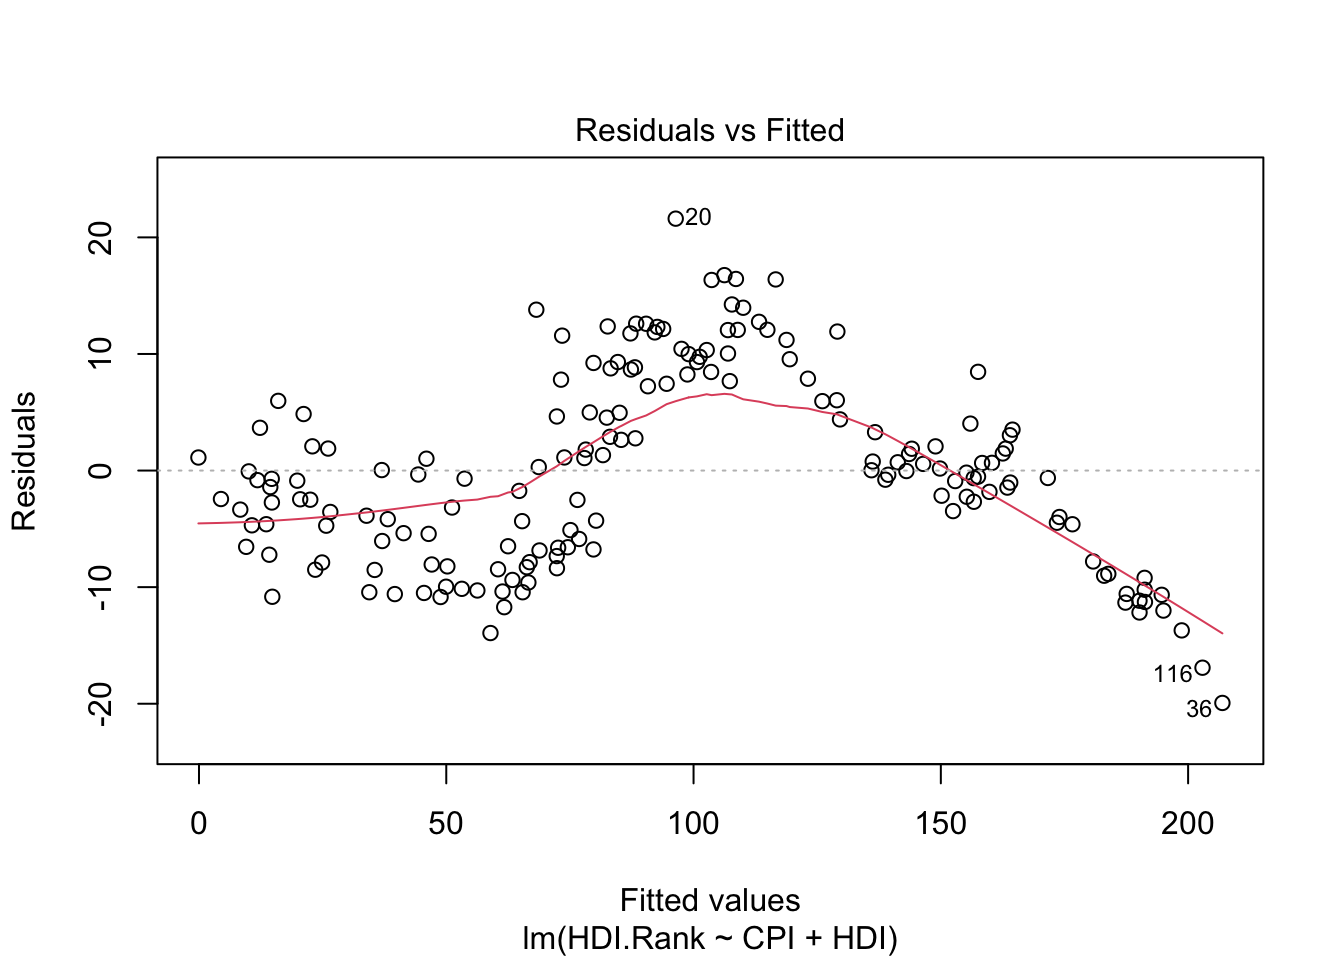 Residuals vs Fitted
20
10
0
-10
-20
Residuals
20
116
36
0 50 100 150 200
Fitted values
lm(HDI.Rank ~ CPI + HDI)